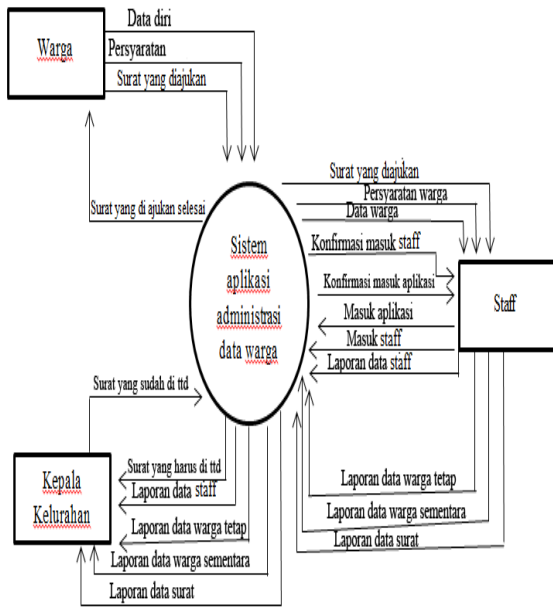 Data diri
Warga
Persyaratan
Surat yang diajukan
Surat yang diajukan
Persyaratan warga
Data warga
Surat yang di ajukan selesai
Sistem
aplikasi
administrasi
data warga
Konfirmasi masuk staff
Konfirmasi masuk aplikasi
Staff
Masuk aplikasi
Masuk staff
Laporan data staff
Surat yang sudah di ttd
Surat yang harus di ttd
Kepala
Kelurahan
Laporan data staff
Laporan data warga tetap
Laporan data warga sementara
Laporan data surat
Laporan data warga tetap
Laporan data warga sementara
Laporan data surat